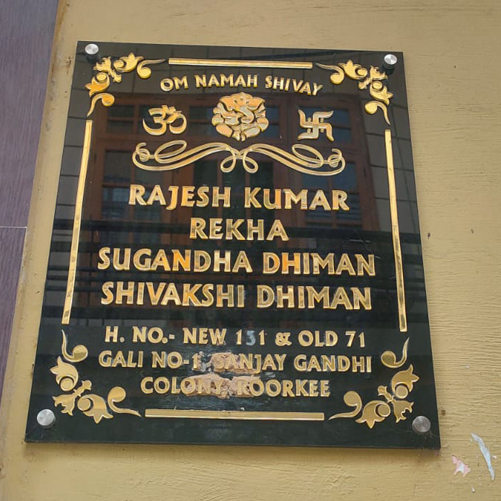 OM NAMAH SHIVAY
ॐ
RAJESH KUMAR
REKHA
SUGANDHA DHIMAN
SHIVAKSHI DHIMAN
H. NO.- NEW 131 & OLD 71
GALI NO-1, SANJAY GANDHI
COLONY, ROORKEE